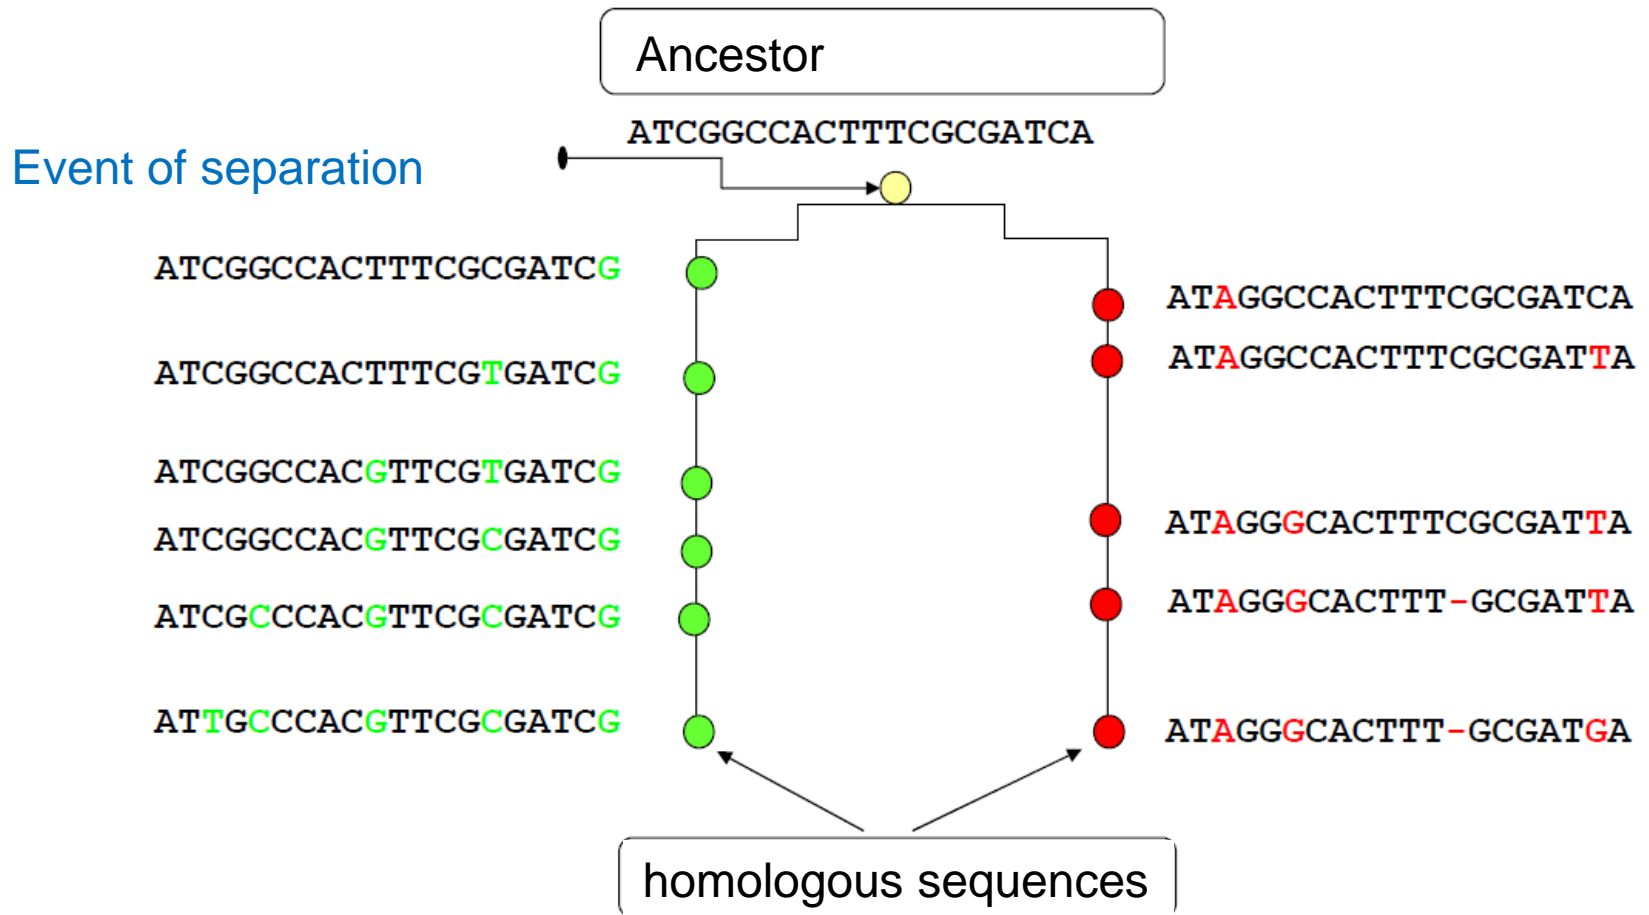 Ancestor
ATCGGCCACTTTCGCGATCA
Event of separation
ATCGGCCACTTTCGCGATCG
ATAGGCCACTTTCGCGATCA
ATAGGCCACTTTCGCGATTA
ATCGGCCACTTTCGTGATCG
ATCGGCCACGTTCGTGATCG
ATAGGGCACTTTCGCGATTA
ATCGGCCACGTTCGCGATCG
ATAGGGCACTTT-GCGATTA
ATCGCCCACGTTCGCGATCG
ATTGCCCACGTTCGCGATCG
ATAGGGCACTTT-GCGATGA
homologous sequences